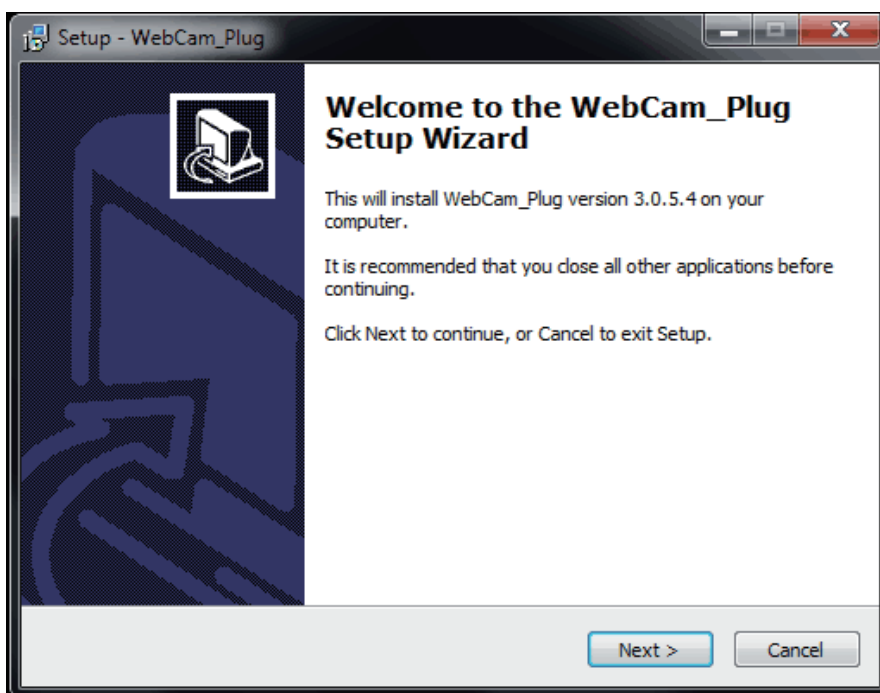 Setup - WebCam_Plug
Welcome to the WebCam_Plug
Setup Wizard
This will install WebCam_Plug version 3.0.5.4 on your
computer.
It is recommended that you close all other applications before
continuing.
Click Next to continue, or Cancel to exit Setup.
Next >
Cancel